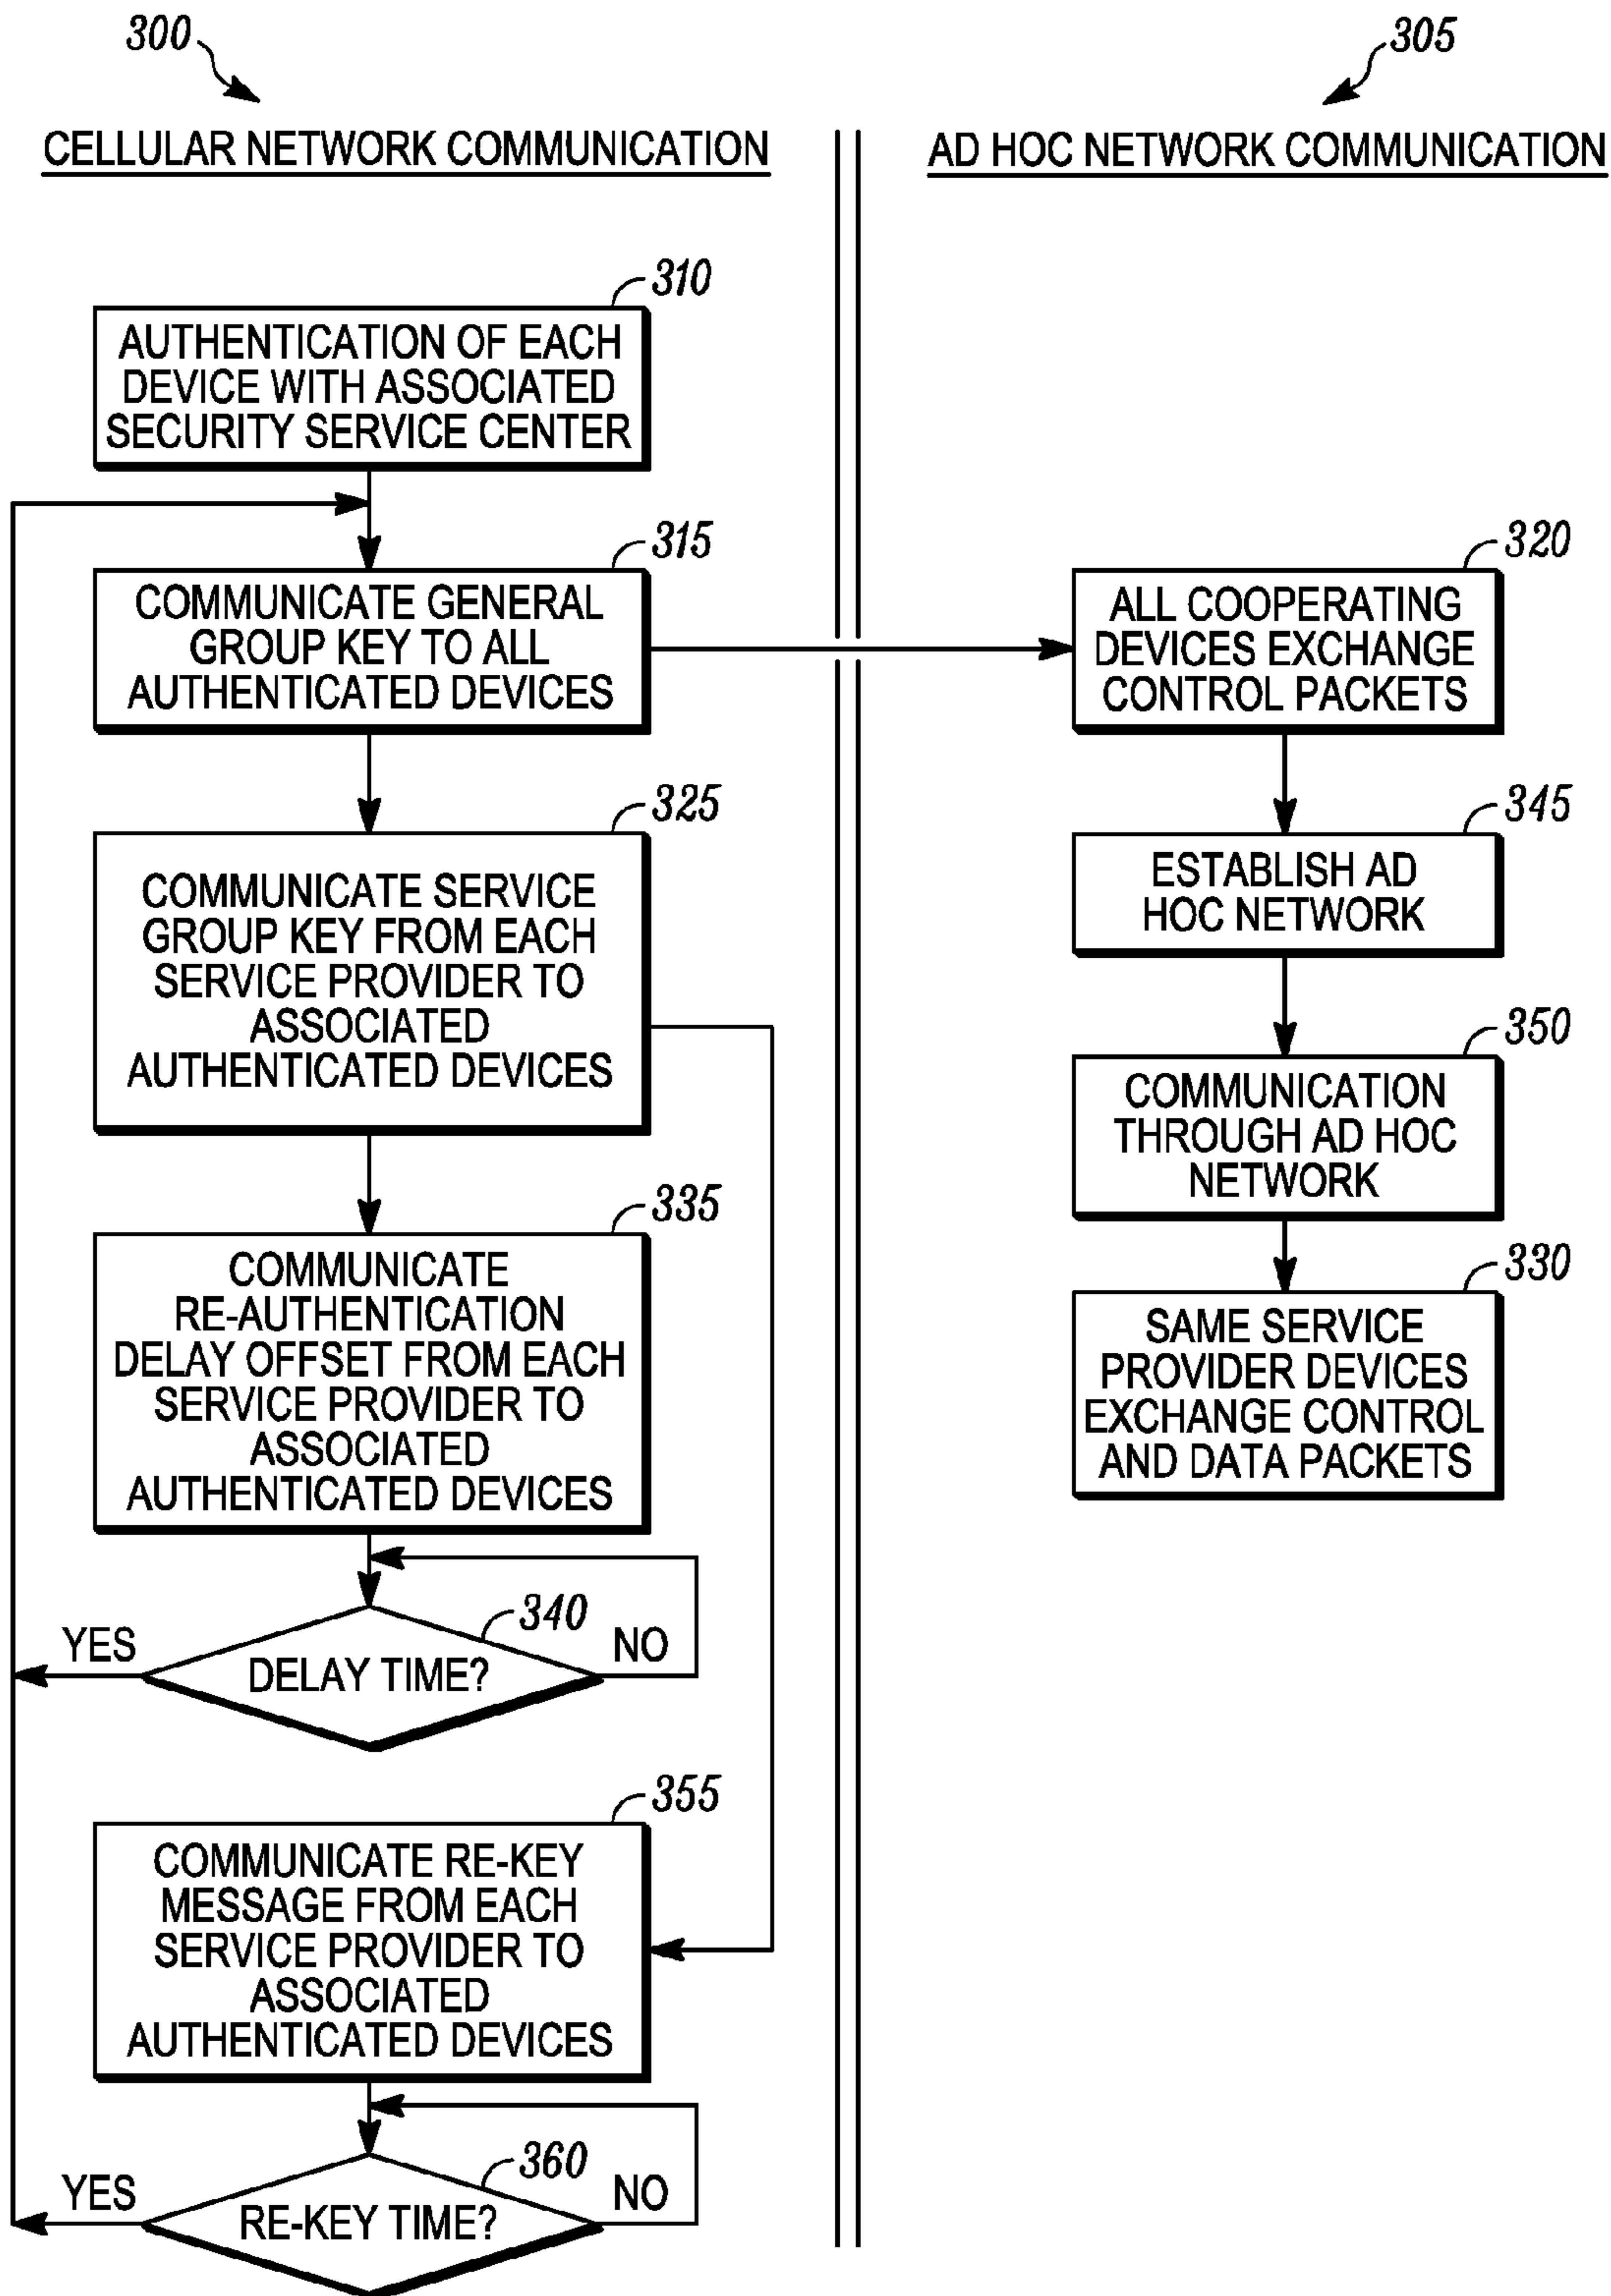 300
305
CELLULAR NETWORK COMMUNICATION
AD HOC NETWORK COMMUNICATION
310
AUTHENTICATION OF EACH
DEVICE WITH ASSOCIATED
SECURITY SERVICE CENTER
315
COMMUNICATE GENERAL
GROUP KEY TO ALL
AUTHENTICATED DEVICES
320
ALL COOPERATING
DEVICES EXCHANGE
CONTROL PACKETS
325
COMMUNICATE SERVICE
GROUP KEY FROM EACH
SERVICE PROVIDER TO
ASSOCIATED
AUTHENTICATED DEVICES
345
ESTABLISH AD
HOC NETWORK
350
COMMUNICATION
THROUGH AD HOC
NETWORK
335
COMMUNICATE
RE-AUTHENTICATION
DELAY OFFSET FROM EACH
SERVICE PROVIDER TO
ASSOCIATED
AUTHENTICATED DEVICES
330
SAME SERVICE
PROVIDER DEVICES
EXCHANGE CONTROL
AND DATA PACKETS
340
YES
DELAY TIME?
NO
355
COMMUNICATE RE-KEY
MESSAGE FROM EACH
SERVICE PROVIDER TO
ASSOCIATED
AUTHENTICATED DEVICES
360
YES
RE-KEY TIME?
NO